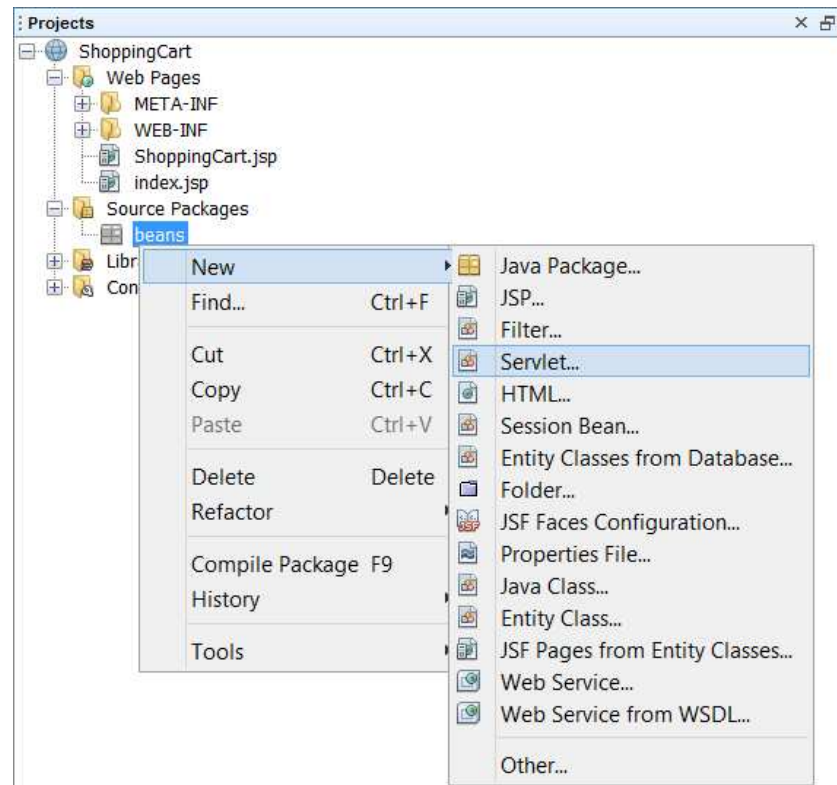 Projects
ShoppingCart
Web Pages
META-INF
WEB-INF
ShoppingCart.jsp
index.jsp
Source Packages
beans
Libr
Con
New
Find... Ctrl+F
Cut Ctrl+X
Copy Ctrl+C
Paste Ctrl+V
Delete Delete
Refactor
Compile Package F9
History
Tools
Java Package...
JSP...
Filter...
Servlet...
HTML...
Session Bean...
Entity Classes from Database...
Folder...
JSF Faces Configuration...
Properties File...
Java Class...
Entity Class...
JSF Pages from Entity Classes...
Web Service...
Web Service from WSDL...
Other...